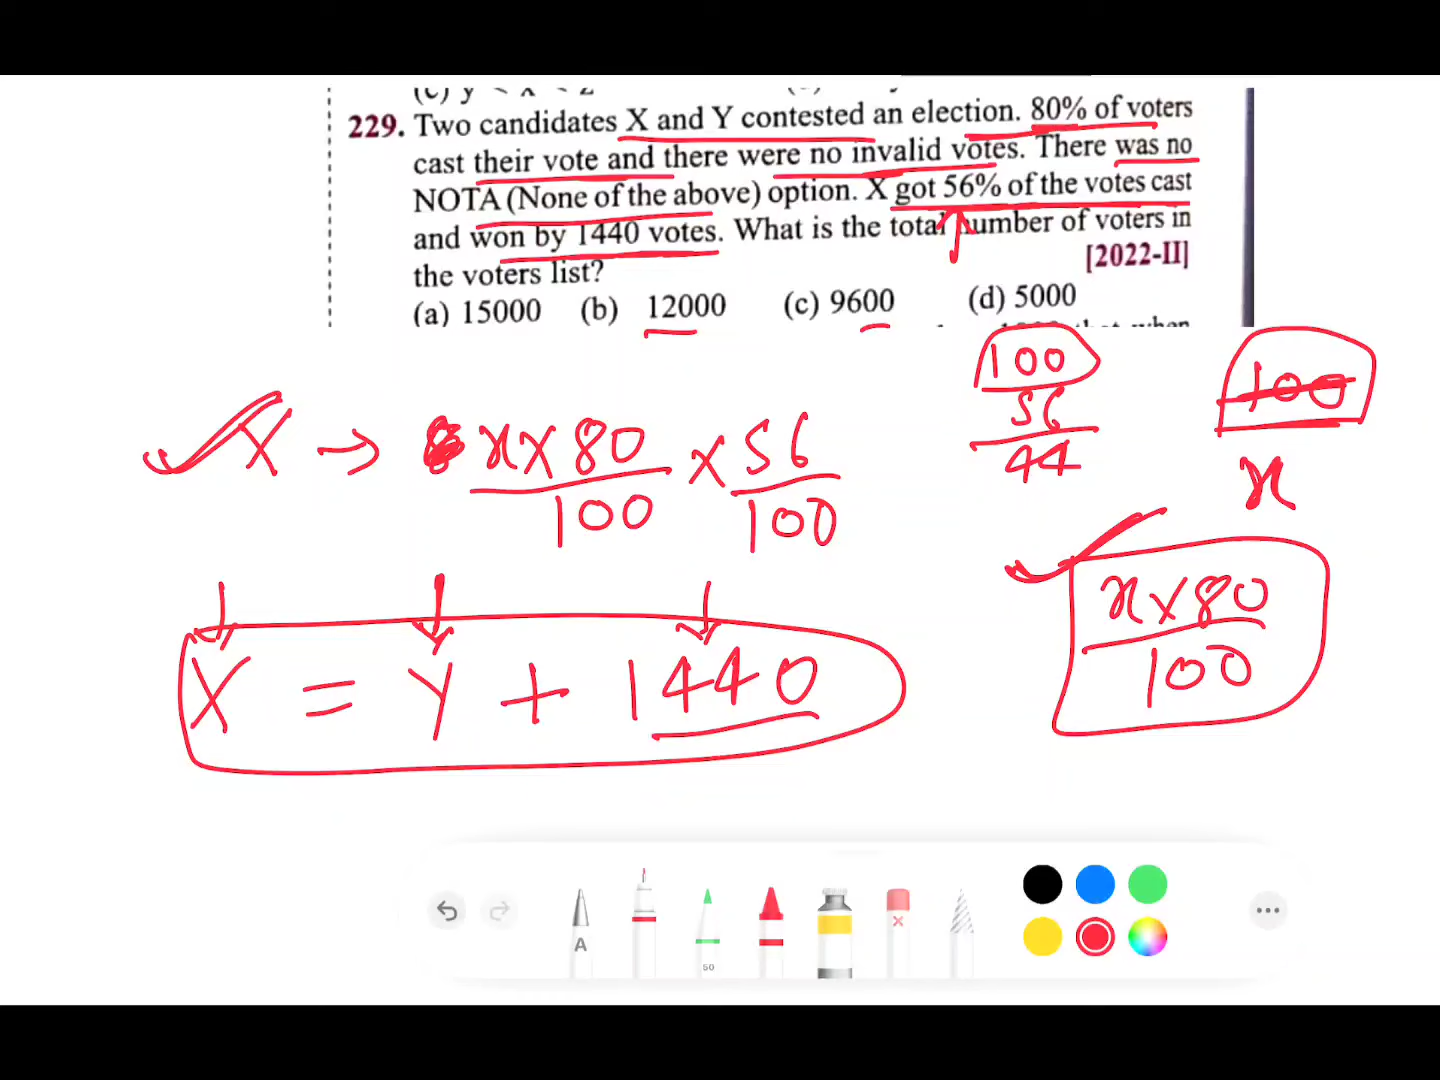 229. Two candidates X and Y contested an election. 80% of voters
cast their vote and there were no invalid votes. There was no
NOTA (None of the above) option. X got 56% of the votes cast
and won by 1440 votes. What is the total number of voters in
the voters list?
[2022-II]
(a) 15000 (b) 12000 (c) 9600 (d) 5000
100
56
44
100
x
X → x × 80 / 100 × 56 / 100
x × 80
100
X = Y + 1440
A
50